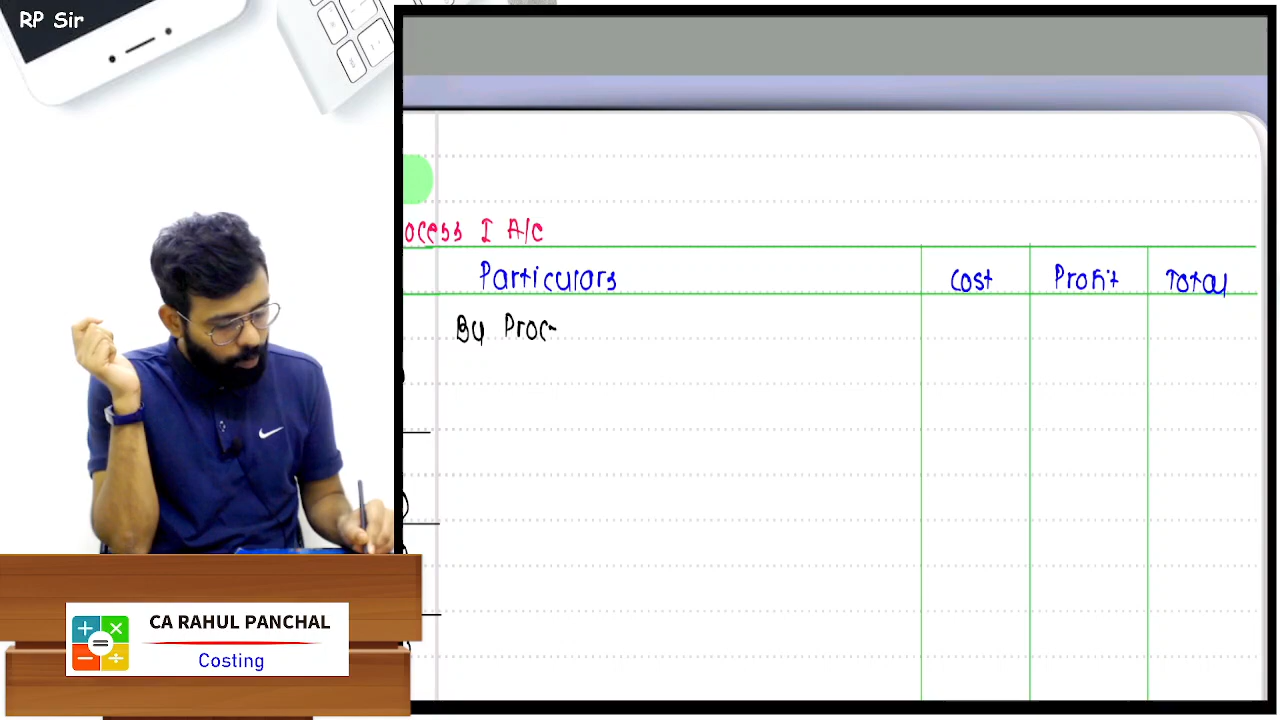 RP Sir
ocess I A/c
Particulars Cost Profit Total
By Proc
CA RAHUL PANCHAL
Costing